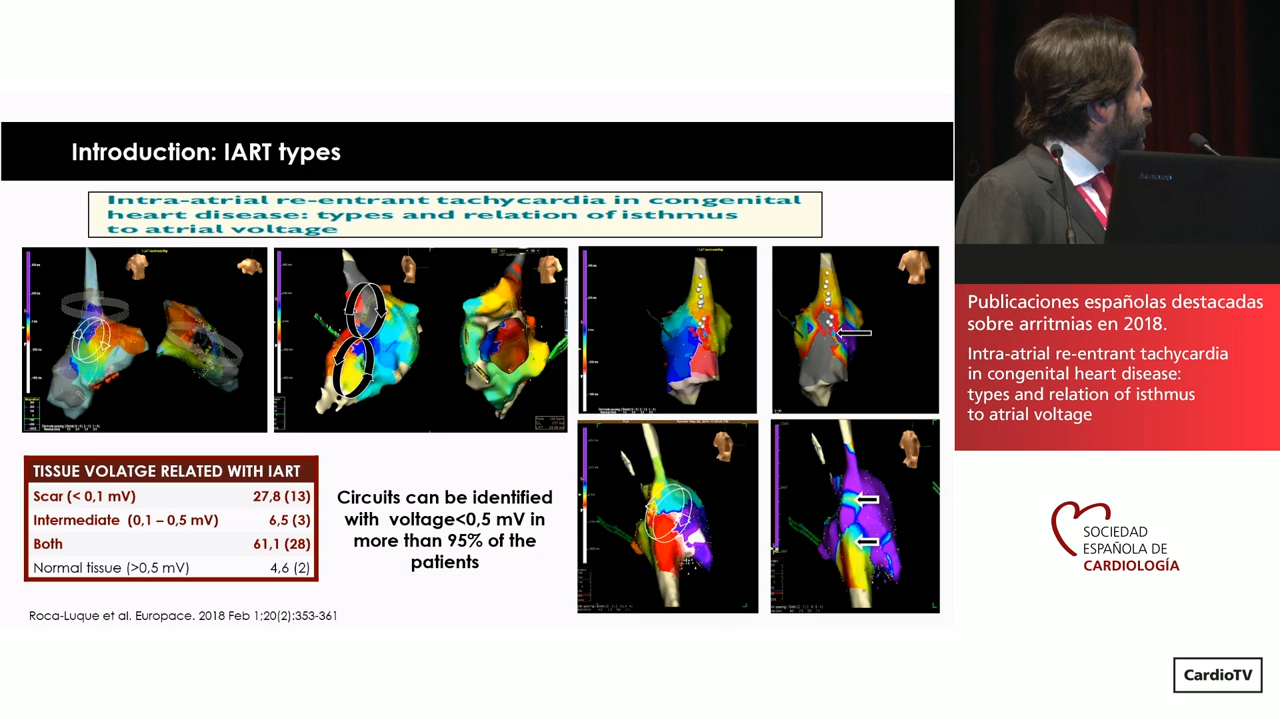 Introduction: IART types
Intra-atrial re-entrant tachycardia in congenital
heart disease: types and relation of isthmus
to atrial voltage
TISSUE VOLATGE RELATED WITH IART
Scar (< 0,1 mV) 27,8 (13)
Intermediate (0,1 – 0,5 mV) 6,5 (3)
Both 61,1 (28)
Normal tissue (>0,5 mV) 4,6 (2)
Circuits can be identified
with voltage<0,5 mV in
more than 95% of the
patients
Roca-Luque et al. Europace. 2018 Feb 1;20(2):353-361
lenovo
Publicaciones españolas destacadas
sobre arritmias en 2018.
Intra-atrial re-entrant tachycardia
in congenital heart disease:
types and relation of isthmus
to atrial voltage
SOCIEDAD
ESPAÑOLA DE
CARDIOLOGÍA
CardioTV